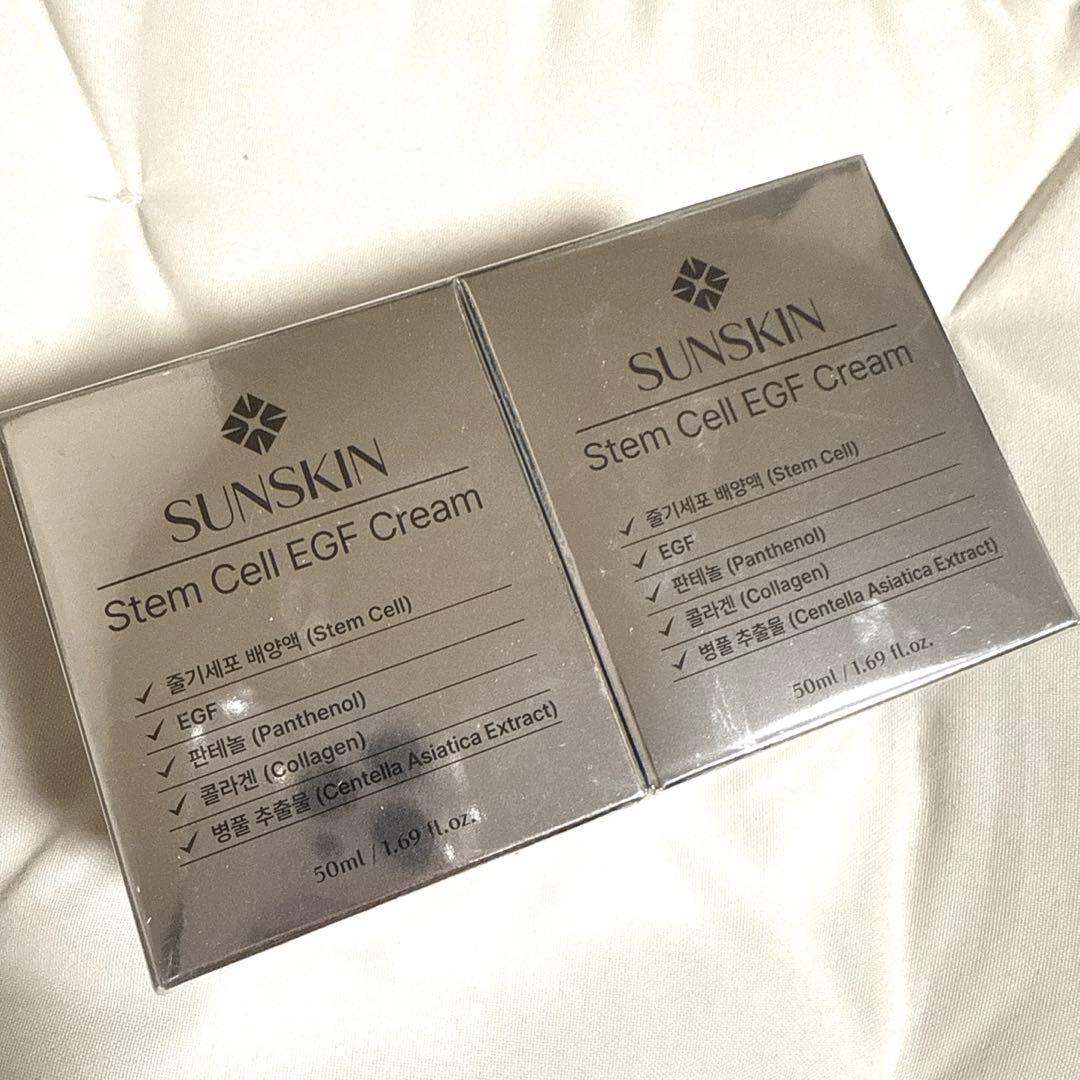 SUNSKIN
Stem Cell EGF Cream
✓ 줄기세포 배양액 (Stem Cell)
✓ EGF
✓ 판테놀 (Panthenol)
✓ 콜라겐 (Collagen)
✓ 병풀 추출물 (Centella Asiatica Extract)
50ml / 1.69 fl.oz.
SUNSKIN
Stem Cell EGF Cream
✓ 줄기세포 배양액 (Stem Cell)
✓ EGF
✓ 판테놀 (Panthenol)
✓ 콜라겐 (Collagen)
✓ 병풀 추출물 (Centella Asiatica Extract)
50ml / 1.69 fl.oz.